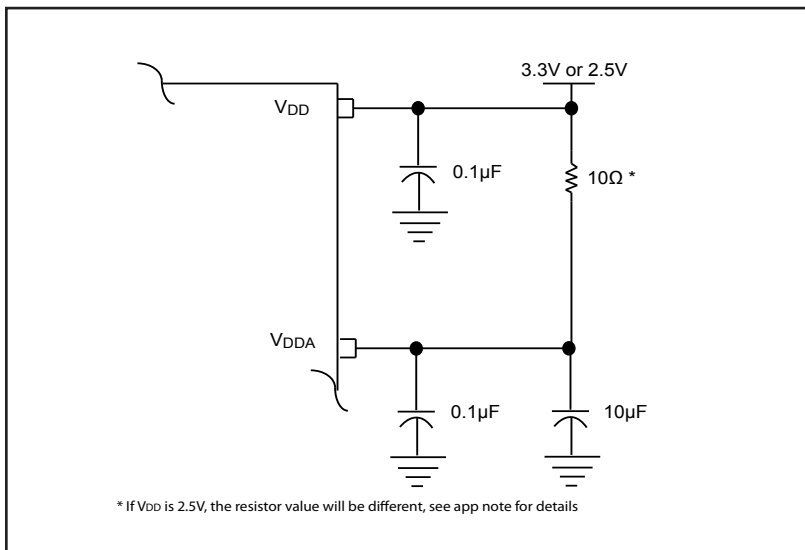 3.3V or 2.5V
VDD
0.1µF
10Ω *
VDDA
0.1µF
10µF
* If VDD is 2.5V, the resistor value will be different, see app note for details